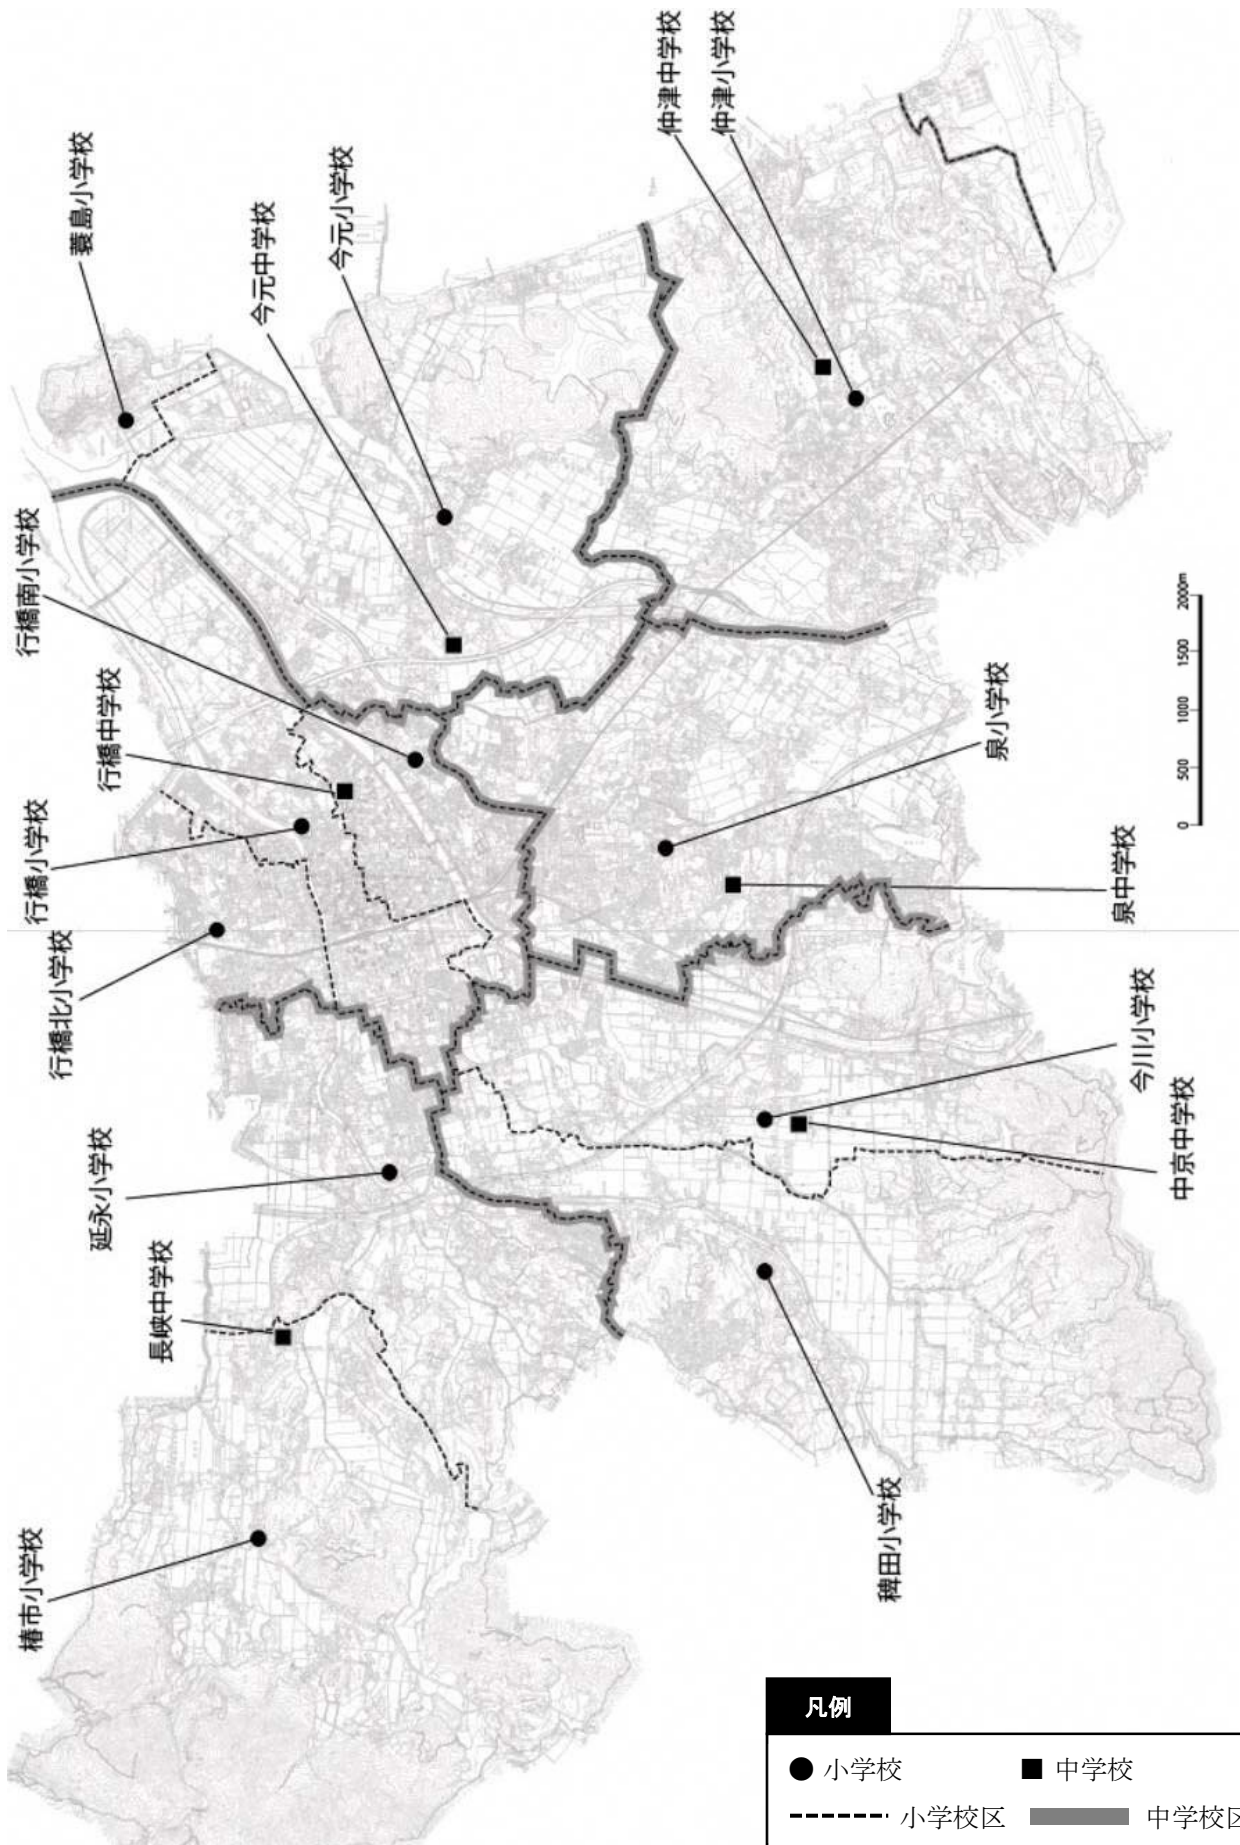 仲津中学校
仲津小学校
蓑島小学校
今元小学校
今元中学校
行橋南小学校
行橋中学校
行橋小学校
行橋北小学校
延永小学校
長峡中学校
椿市小学校
泉小学校
泉中学校
今川小学校
中京中学校
稗田小学校
0 500 1000 1500 2000m
凡例
小学校 中学校
小学校区 中学校区